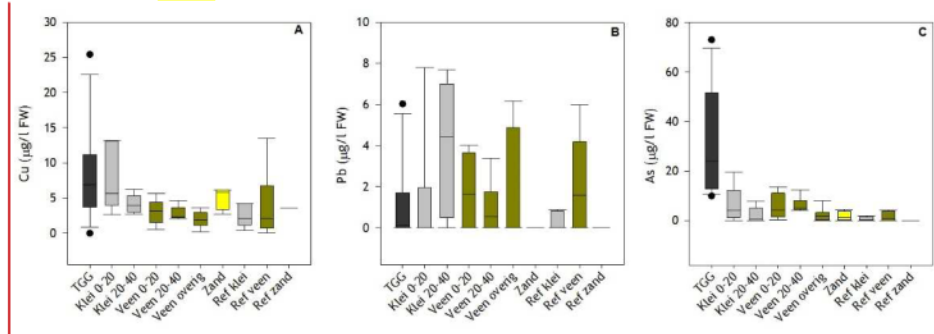 A
Cu (µg/l FW)
30
25
20
15
10
5
0
TGG
Klei 0-20
Klei 20-40
Veen 0-20
Veen 20-40
Veen overig
Zand
Ref klei
Ref veen
Ref zand
B
Pb (µg/l FW)
10
8
6
4
2
0
TGG
Klei 0-20
Klei 20-40
Veen 0-20
Veen 20-40
Veen overig
Zand
Ref klei
Ref veen
Ref zand
C
As (µg/l FW)
80
60
40
20
0
TGG
Klei 0-20
Klei 20-40
Veen 0-20
Veen 20-40
Veen overig
Zand
Ref klei
Ref veen
Ref zand